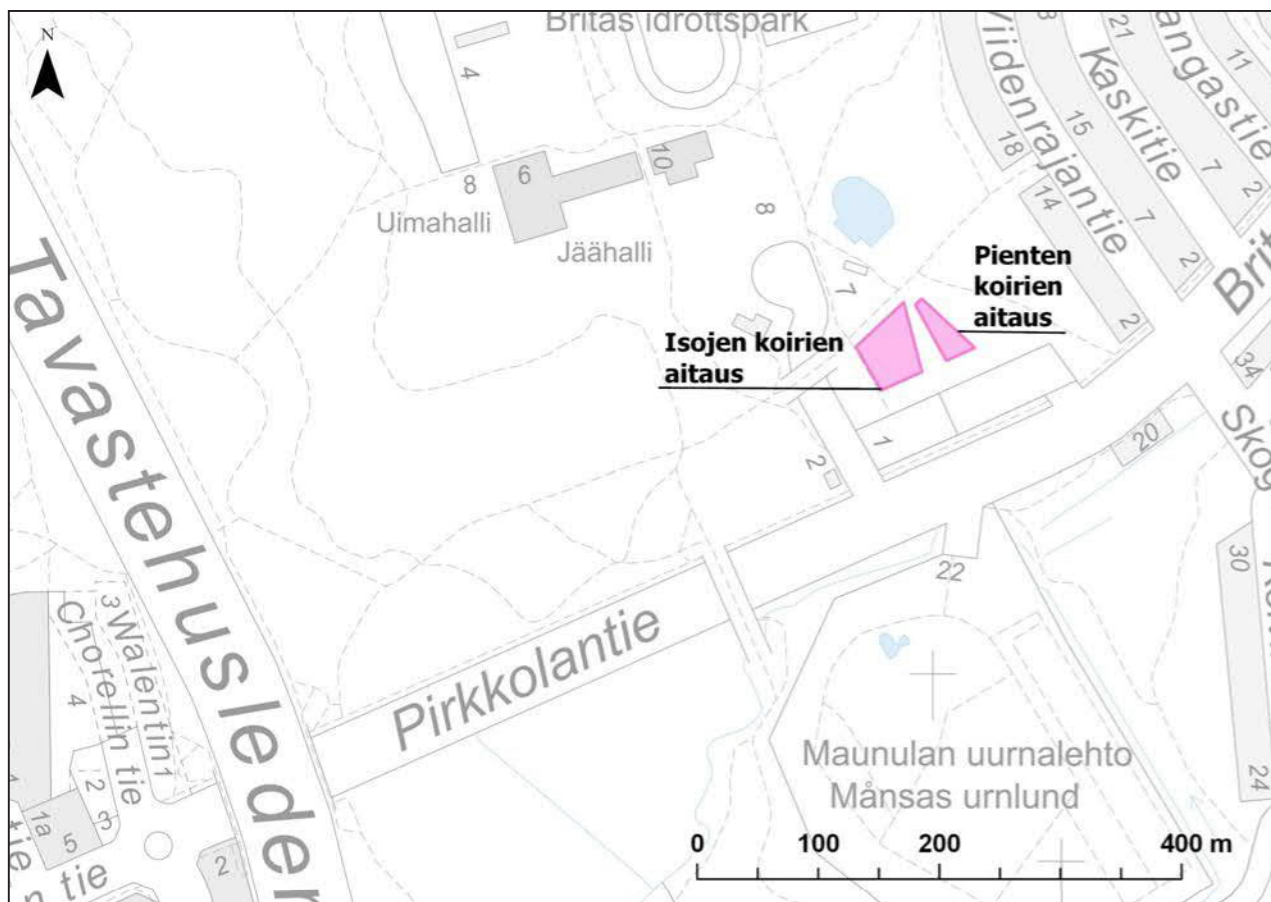 N
Britas idrottspark
4
8
6
10
Uimahalli
Jäähalli
8
7
Viidenrajantie
18
14
2
15
Kaskitie
7
2
21
11
angastie
7
2
Brit
34
Skog
Pienten
koirien
aitaus
Isojen koirien
aitaus
1
2
20
22
30
24
Tavastehusleden
Pirkkolantie
3 Walentin 1
Chorellin tie
4
2
3
1a
5
tie
n tie
2
Maunulan uurnalehto
Månsas urnlund
0 100 200 400 m